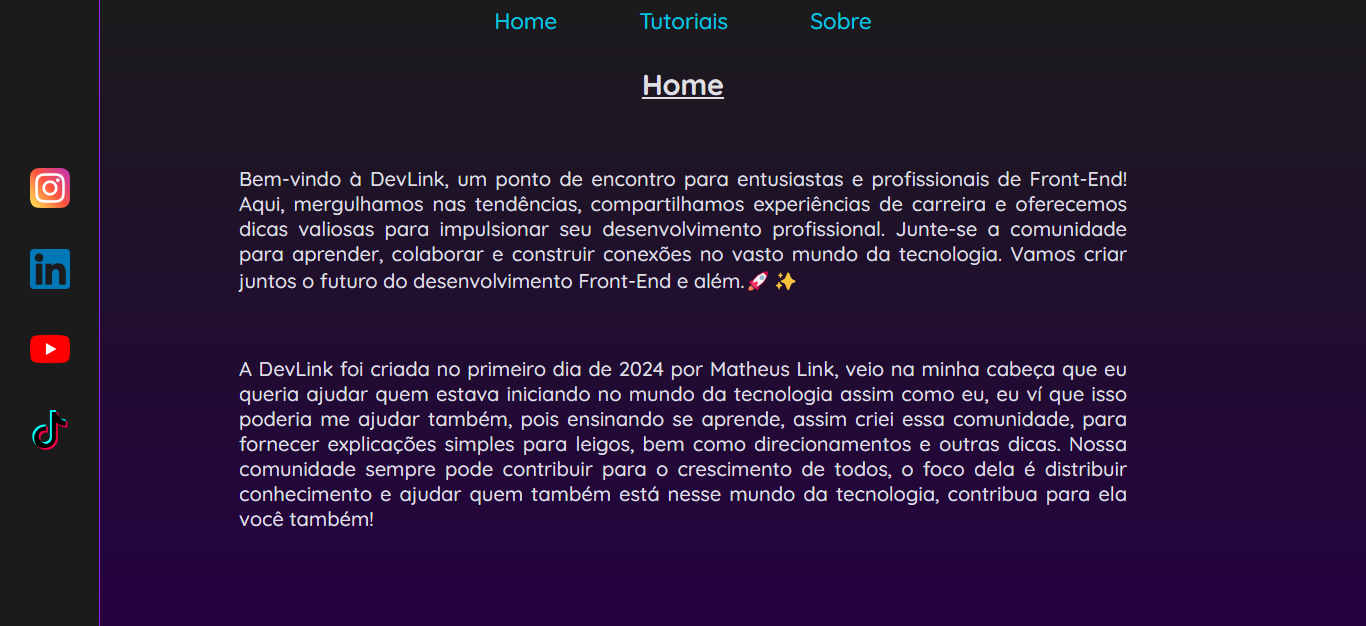 Home Tutoriais Sobre
Home
Bem-vindo à DevLink, um ponto de encontro para entusiastas e profissionais de Front-End!
Aqui, mergulhamos nas tendências, compartilhamos experiências de carreira e oferecemos
dicas valiosas para impulsionar seu desenvolvimento profissional. Junte-se a comunidade
para aprender, colaborar e construir conexões no vasto mundo da tecnologia. Vamos criar
juntos o futuro do desenvolvimento Front-End e além.🚀 ✨
A DevLink foi criada no primeiro dia de 2024 por Matheus Link, veio na minha cabeça que eu
queria ajudar quem estava iniciando no mundo da tecnologia assim como eu, eu ví que isso
poderia me ajudar também, pois ensinando se aprende, assim criei essa comunidade, para
fornecer explicações simples para leigos, bem como direcionamentos e outras dicas. Nossa
comunidade sempre pode contribuir para o crescimento de todos, o foco dela é distribuir
conhecimento e ajudar quem também está nesse mundo da tecnologia, contribua para ela
você também!
in